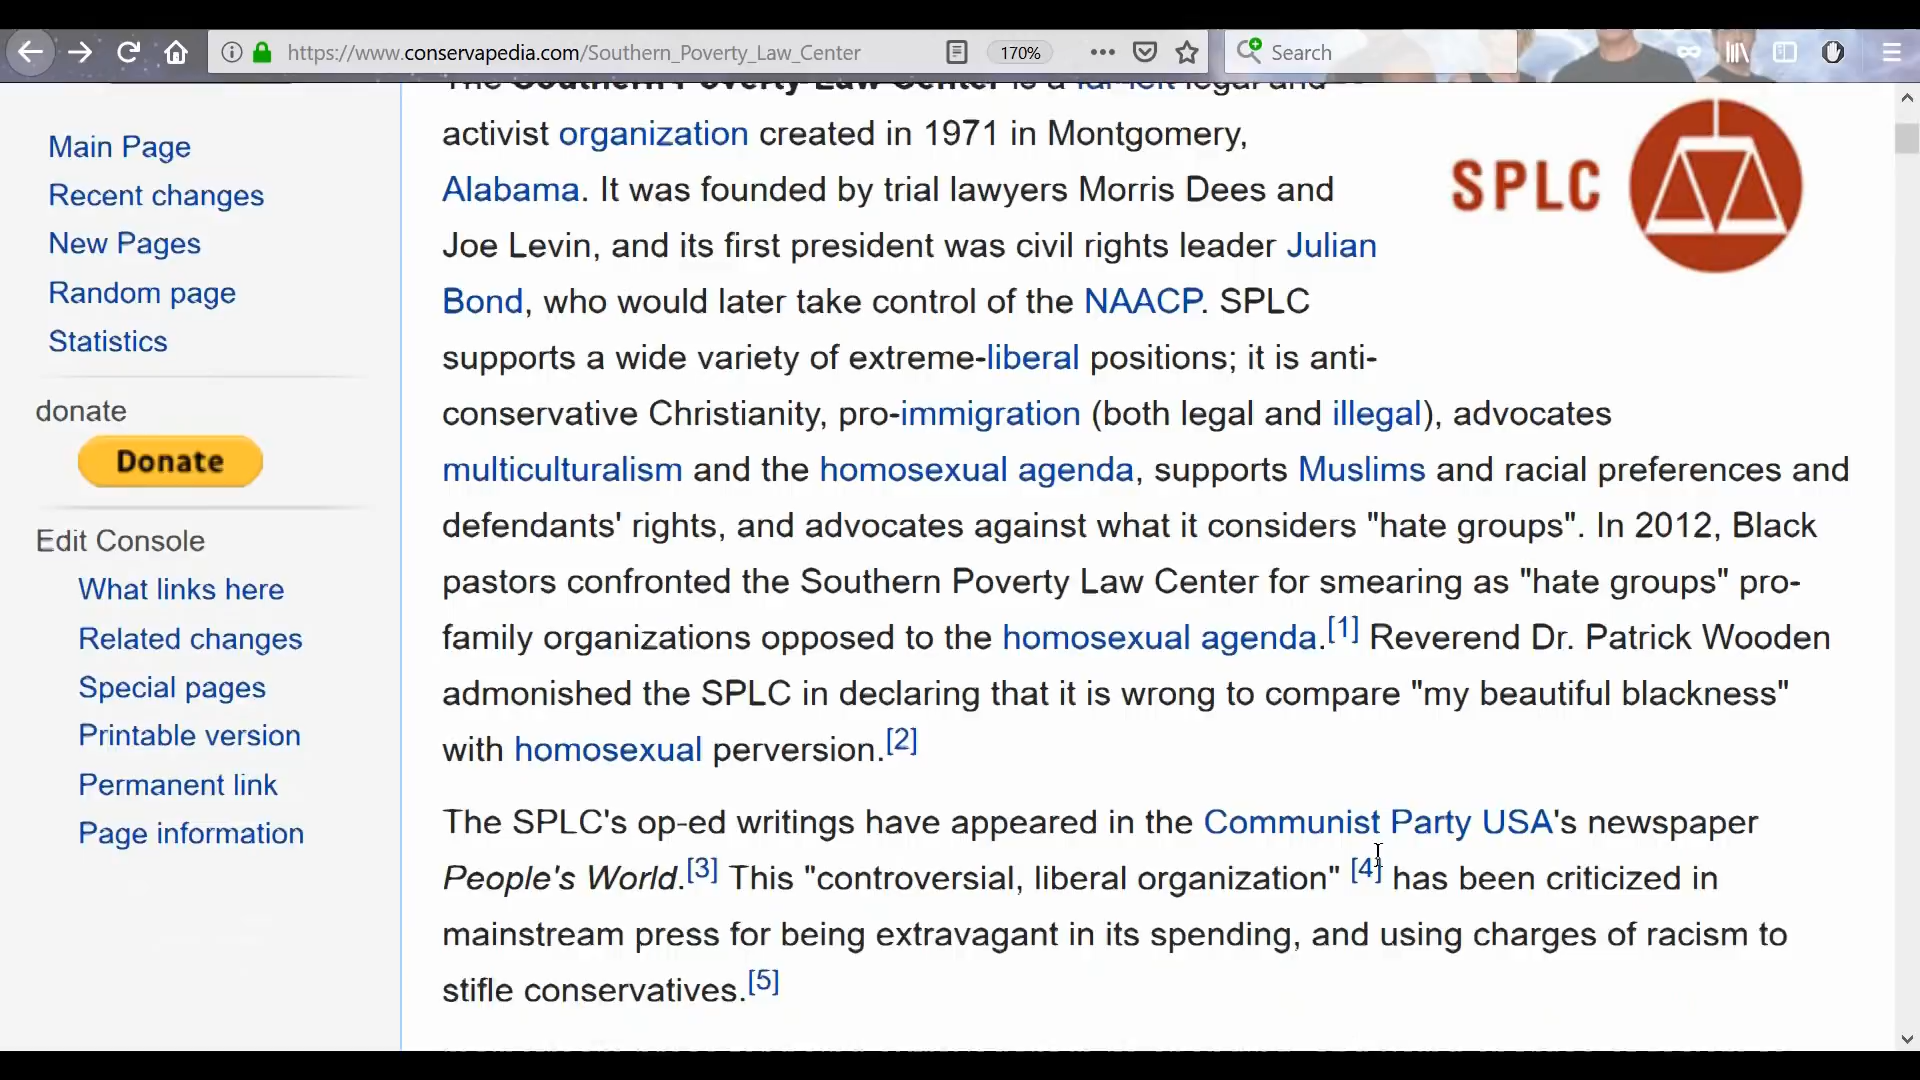 https://www.conservapedia.com/Southern_Poverty_Law_Center
170%
Search
Main Page
Recent changes
New Pages
Random page
Statistics
donate
Donate
Edit Console
What links here
Related changes
Special pages
Printable version
Permanent link
Page information
The Southern Poverty Law Center is a far-left legal and
activist organization created in 1971 in Montgomery,
Alabama. It was founded by trial lawyers Morris Dees and
Joe Levin, and its first president was civil rights leader Julian
Bond, who would later take control of the NAACP. SPLC
supports a wide variety of extreme-liberal positions; it is anti-
conservative Christianity, pro-immigration (both legal and illegal), advocates
multiculturalism and the homosexual agenda, supports Muslims and racial preferences and
defendants' rights, and advocates against what it considers "hate groups". In 2012, Black
pastors confronted the Southern Poverty Law Center for smearing as "hate groups" pro-
family organizations opposed to the homosexual agenda.[1] Reverend Dr. Patrick Wooden
admonished the SPLC in declaring that it is wrong to compare "my beautiful blackness"
with homosexual perversion.[2]
The SPLC's op-ed writings have appeared in the Communist Party USA's newspaper
People's World.[3] This "controversial, liberal organization" [4] has been criticized in
mainstream press for being extravagant in its spending, and using charges of racism to
stifle conservatives.[5]
SPLC